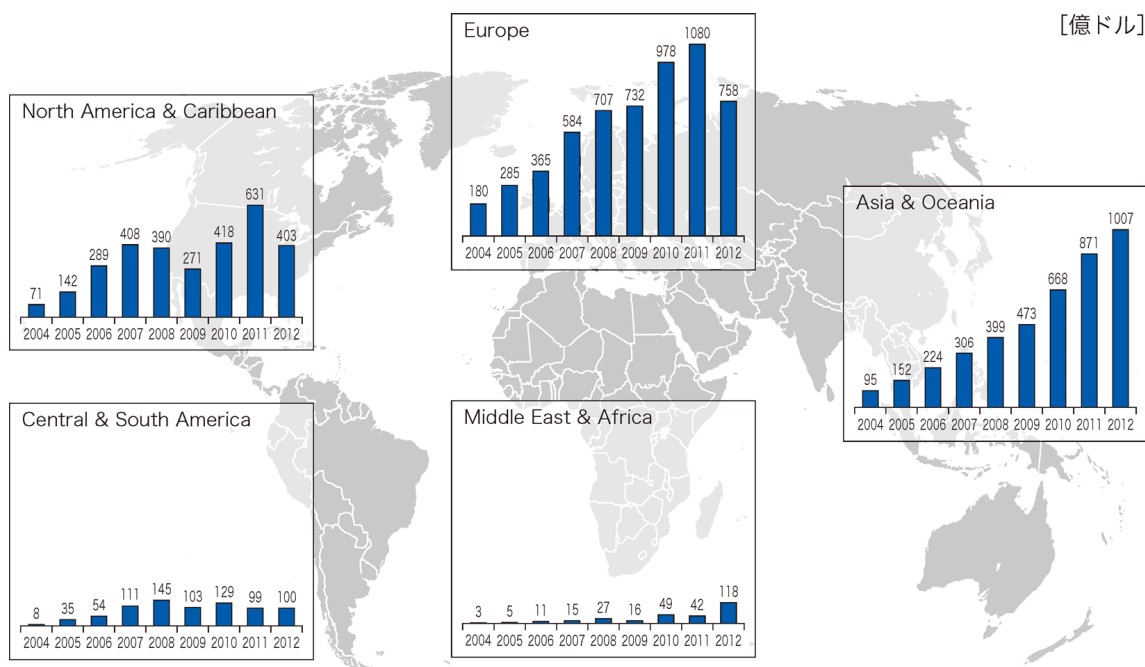 [億ドル]
Europe
180 285 365 584 707 732 978 1080 758
2004 2005 2006 2007 2008 2009 2010 2011 2012
North America & Caribbean
71 142 289 408 390 271 418 631 403
2004 2005 2006 2007 2008 2009 2010 2011 2012
Asia & Oceania
95 152 224 306 399 473 668 871 1007
2004 2005 2006 2007 2008 2009 2010 2011 2012
Central & South America
8 35 54 111 145 103 129 99 100
2004 2005 2006 2007 2008 2009 2010 2011 2012
Middle East & Africa
3 5 11 15 27 16 49 42 118
2004 2005 2006 2007 2008 2009 2010 2011 2012